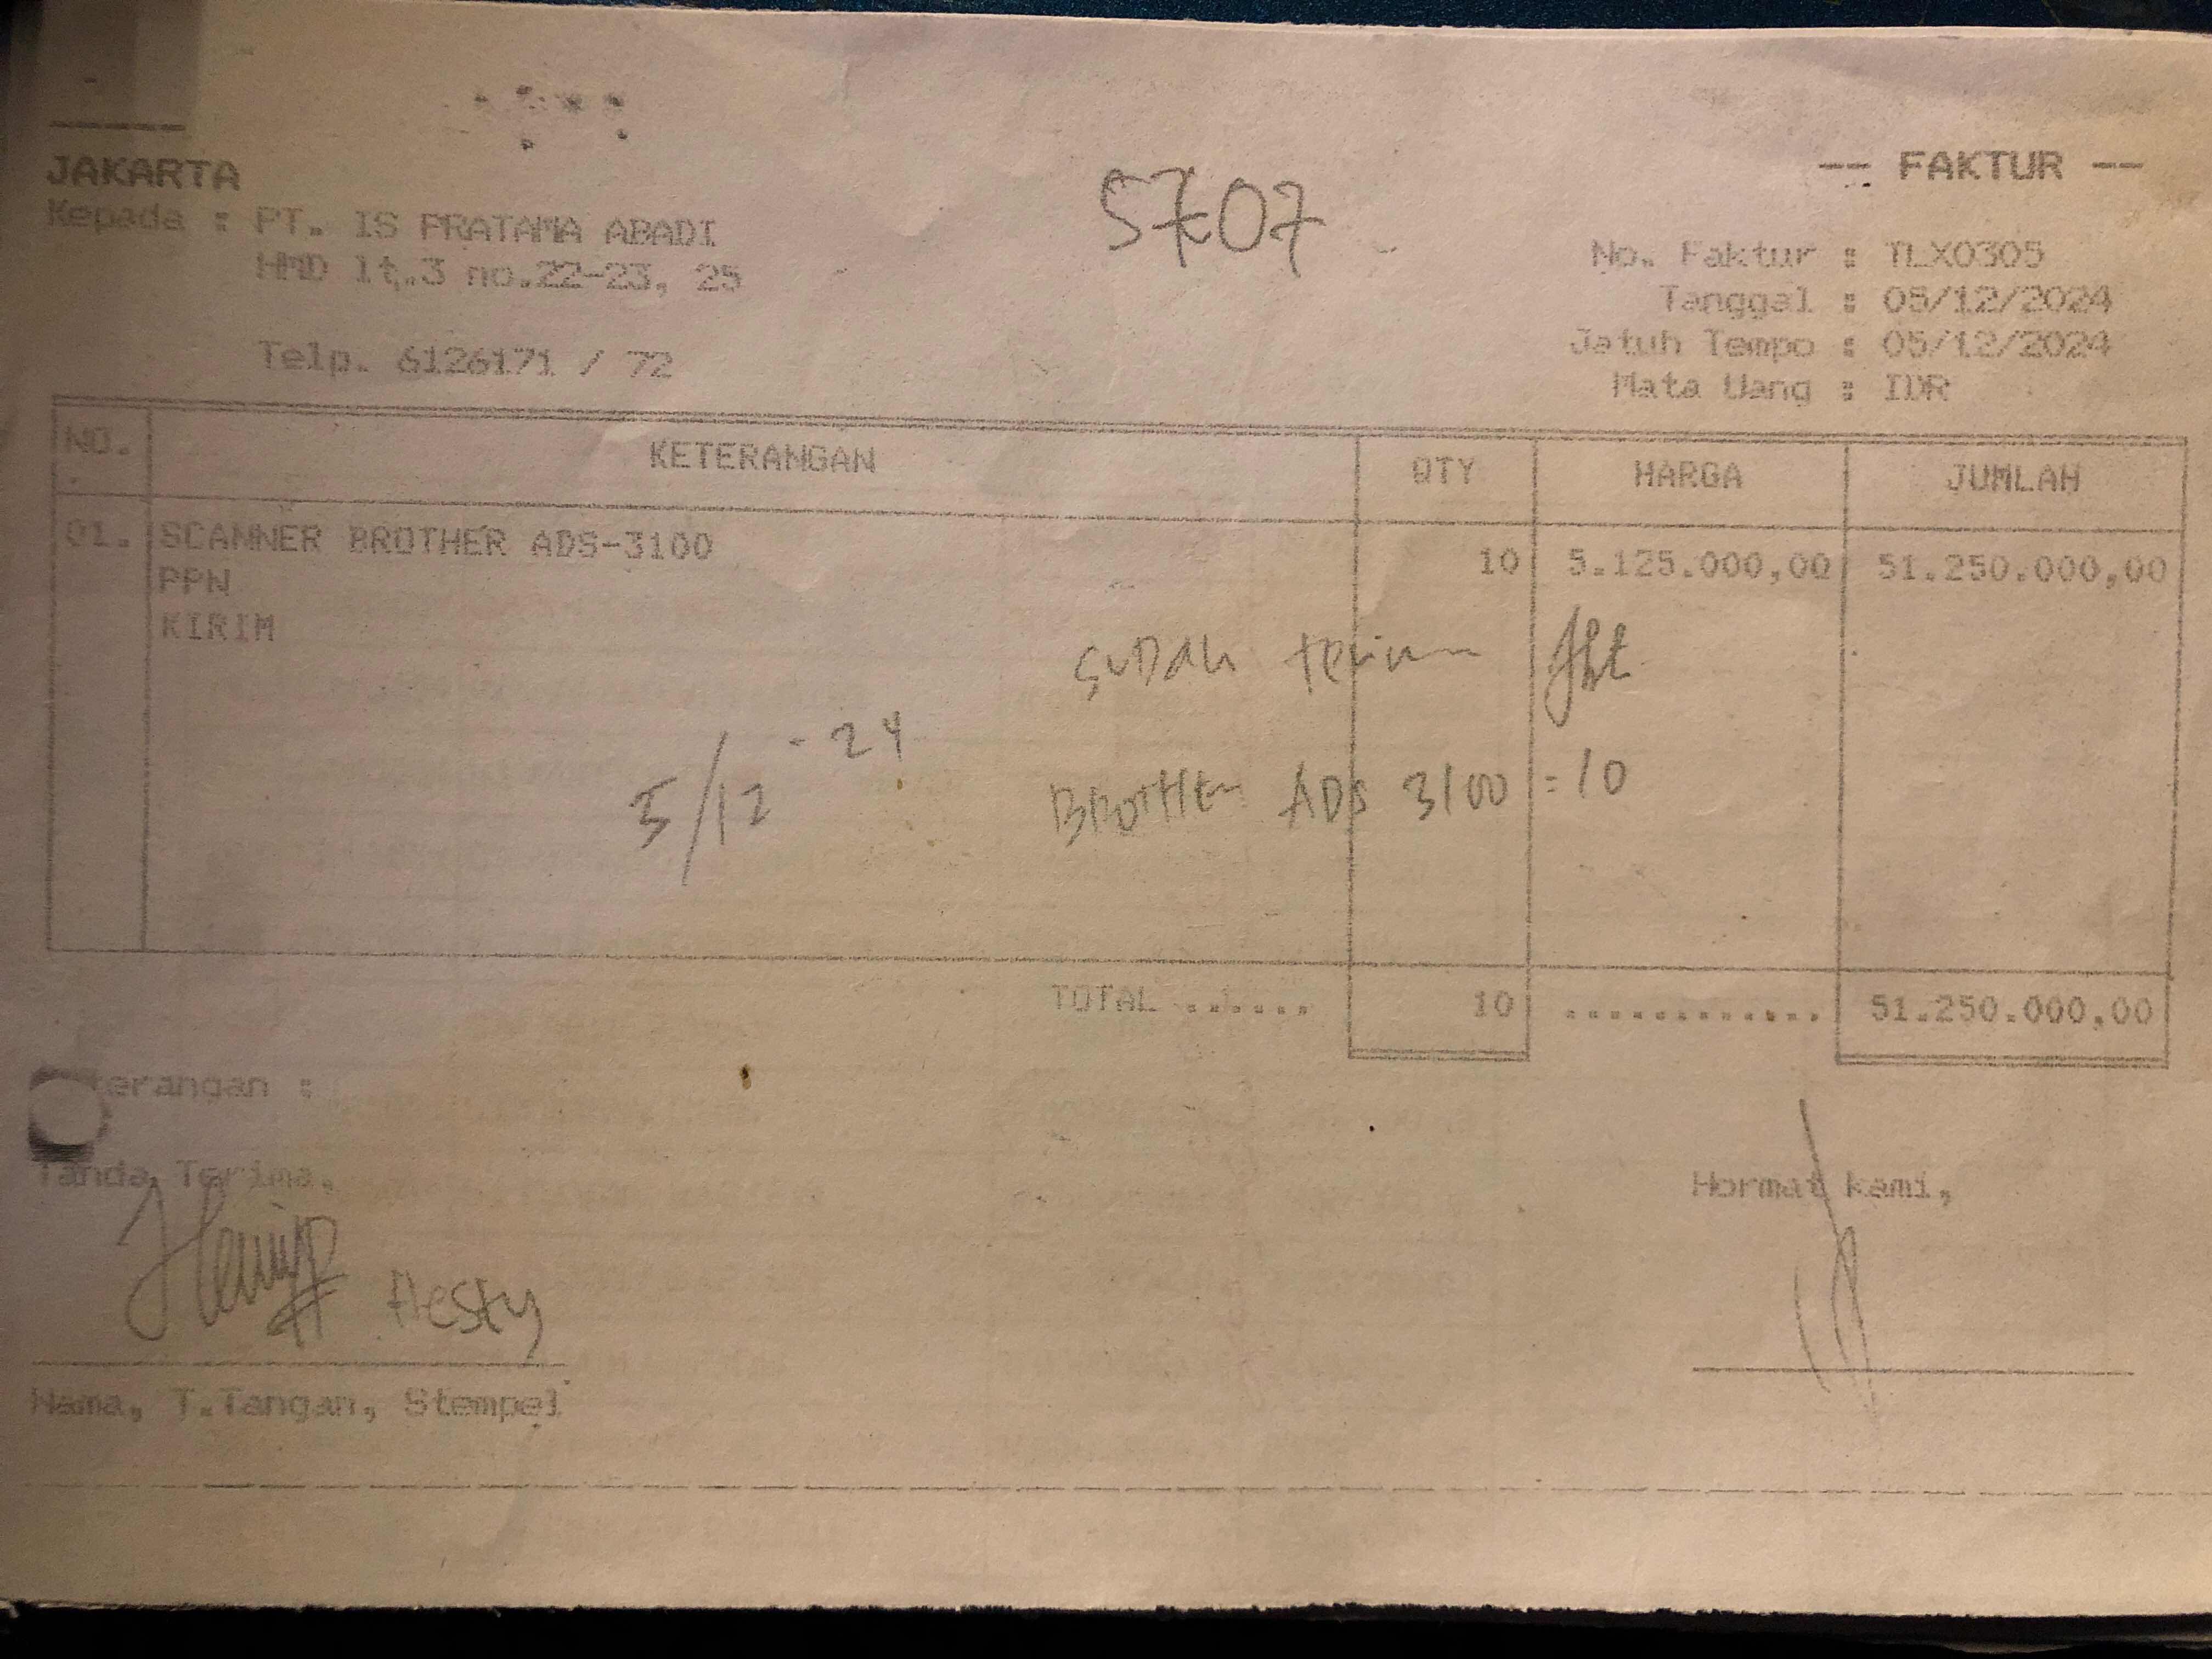 JAKARTA
-- FAKTUR --
Kepada : PT. IS PRATAMA ABADI
HMD lt.3 no.22-23, 25
Telp. 6126171 / 72
5707
No. Faktur : TLX0305
Tanggal : 05/12/2024
Jatuh Tempo : 05/12/2024
Mata Uang : IDR
NO. KETERANGAN QTY HARGA JUMLAH
01. SCANNER BROTHER ADS-3100 10 5.125.000,00 51.250.000,00
PPN
KIRIM
SUDAH terima
5/12 - 24
BROTHER ADS 3100 = 10
TOTAL ...... 10 ............ 51.250.000,00
terangan :
Tanda Terima,
Hormat kami,
Hesty
Nama, T.Tangan, Stempel